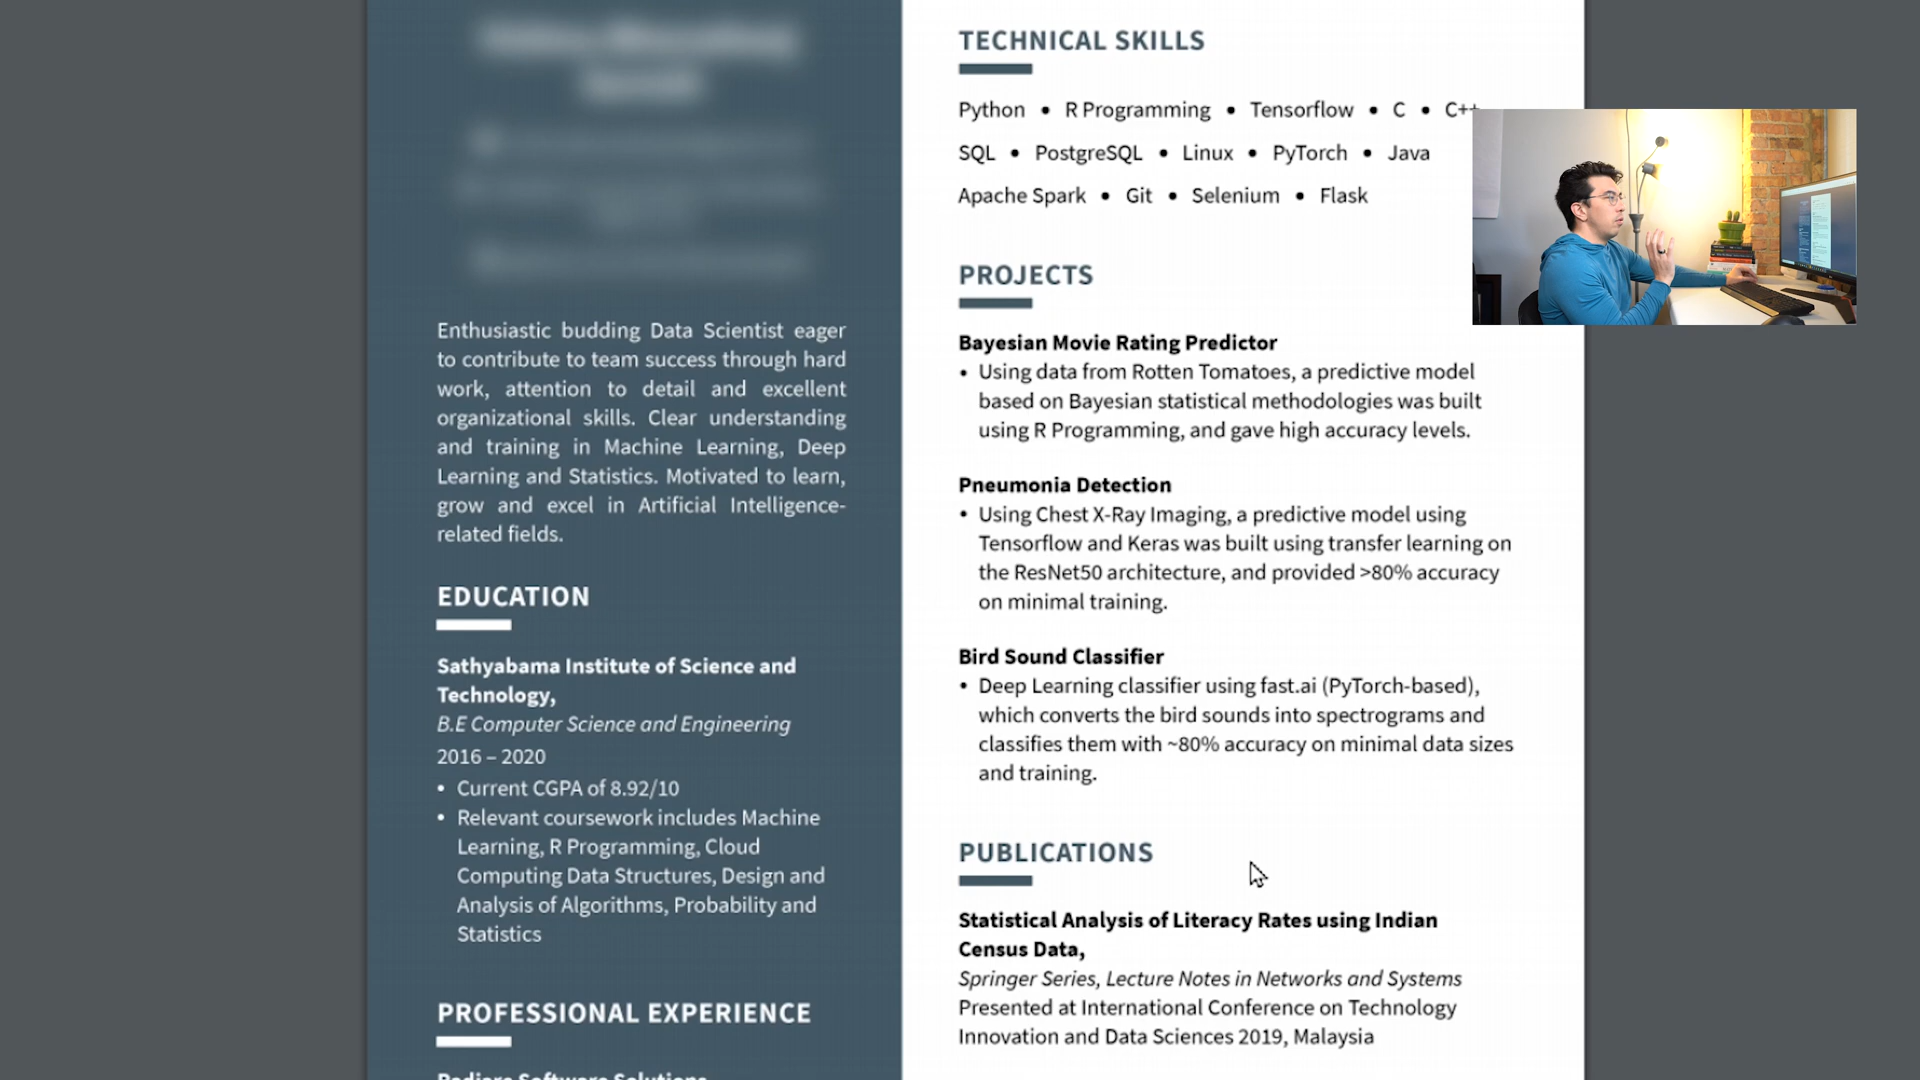 Enthusiastic budding Data Scientist eager
to contribute to team success through hard
work, attention to detail and excellent
organizational skills. Clear understanding
and training in Machine Learning, Deep
Learning and Statistics. Motivated to learn,
grow and excel in Artificial Intelligence-
related fields.
EDUCATION
Sathyabama Institute of Science and
Technology,
B.E Computer Science and Engineering
2016 – 2020
• Current CGPA of 8.92/10
• Relevant coursework includes Machine
Learning, R Programming, Cloud
Computing Data Structures, Design and
Analysis of Algorithms, Probability and
Statistics
PROFESSIONAL EXPERIENCE
Software Solutions
TECHNICAL SKILLS
Python • R Programming • Tensorflow • C • C++
SQL • PostgreSQL • Linux • PyTorch • Java
Apache Spark • Git • Selenium • Flask
PROJECTS
Bayesian Movie Rating Predictor
• Using data from Rotten Tomatoes, a predictive model
based on Bayesian statistical methodologies was built
using R Programming, and gave high accuracy levels.
Pneumonia Detection
• Using Chest X-Ray Imaging, a predictive model using
Tensorflow and Keras was built using transfer learning on
the ResNet50 architecture, and provided >80% accuracy
on minimal training.
Bird Sound Classifier
• Deep Learning classifier using fast.ai (PyTorch-based),
which converts the bird sounds into spectrograms and
classifies them with ~80% accuracy on minimal data sizes
and training.
PUBLICATIONS
Statistical Analysis of Literacy Rates using Indian
Census Data,
Springer Series, Lecture Notes in Networks and Systems
Presented at International Conference on Technology
Innovation and Data Sciences 2019, Malaysia